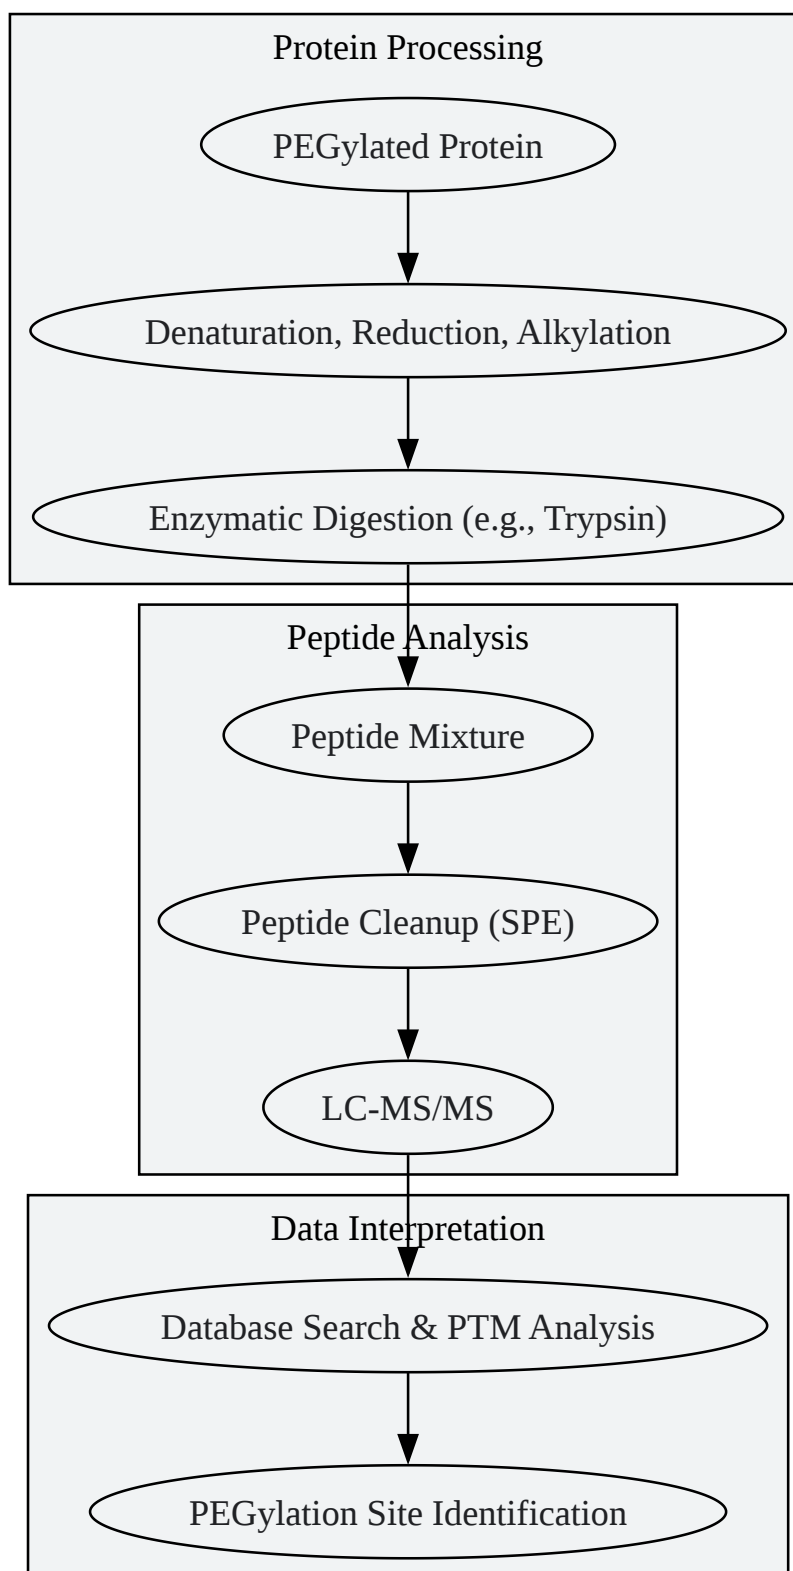 Protein Processing
PEGylated Protein
Denaturation, Reduction, Alkylation
Enzymatic Digestion (e.g., Trypsin)
Peptide Analysis
Peptide Mixture
Peptide Cleanup (SPE)
LC-MS/MS
Data Interpretation
Database Search & PTM Analysis
PEGylation Site Identification